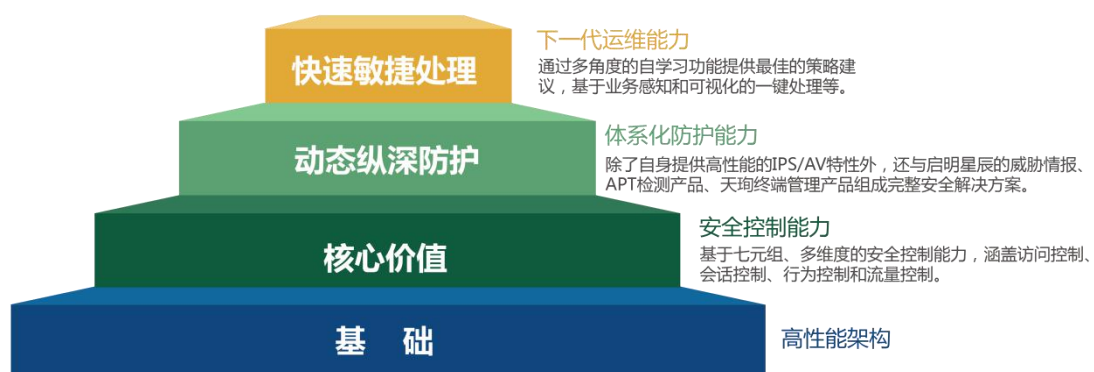 快速敏捷处理
下一代运维能力
通过多角度的自学习功能提供最佳的策略建
议，基于业务感知和可视化的一键处理等。
动态纵深防护
体系化防护能力
除了自身提供高性能的IPS/AV特性外，还与启明星辰的威胁情报、
APT检测产品、天珣终端管理产品组成完整安全解决方案。
核心价值
安全控制能力
基于七元组、多维度的安全控制能力，涵盖访问控制、
会话控制、行为控制和流量控制。
基 础
高性能架构